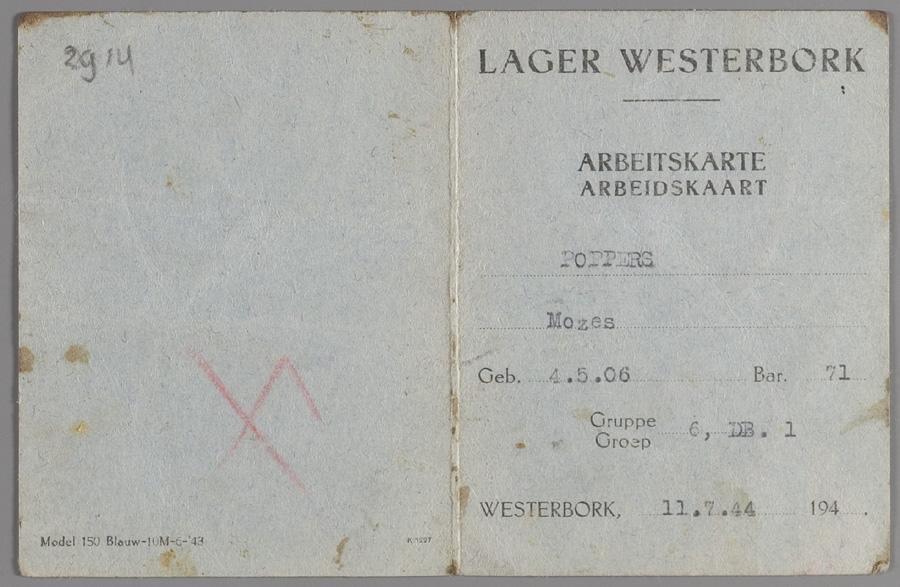 2914
Model 150 Blauw-10M-6-'43
LAGER WESTERBORK
ARBEITSKARTE
ARBEIDSKAART
POPPERS
Mozes
Geb. 4.5.06 Bar. 71
Gruppe
Groep 6, DB. 1
WESTERBORK, 11.7.44 194 .